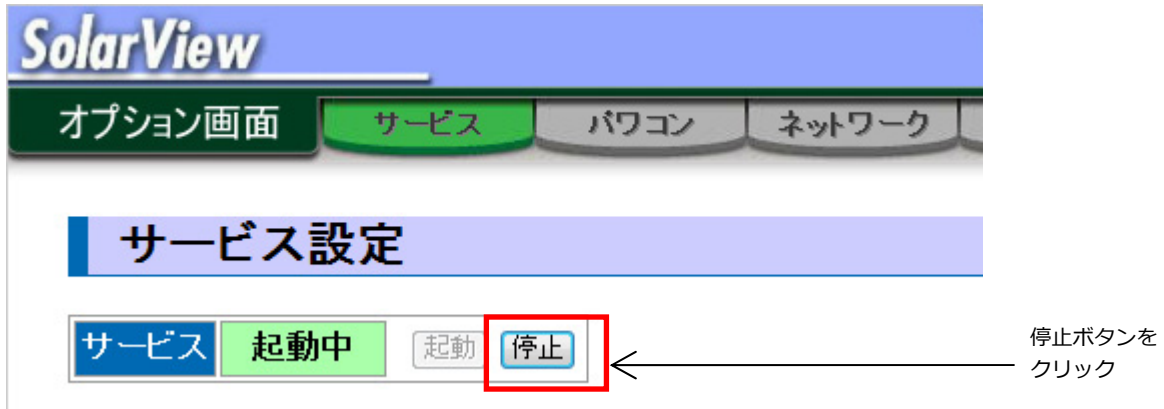 SolarView
オプション画面 サービス パワコン ネットワーク
サービス設定
サービス 起動中 起動 停止
停止ボタンを
クリック